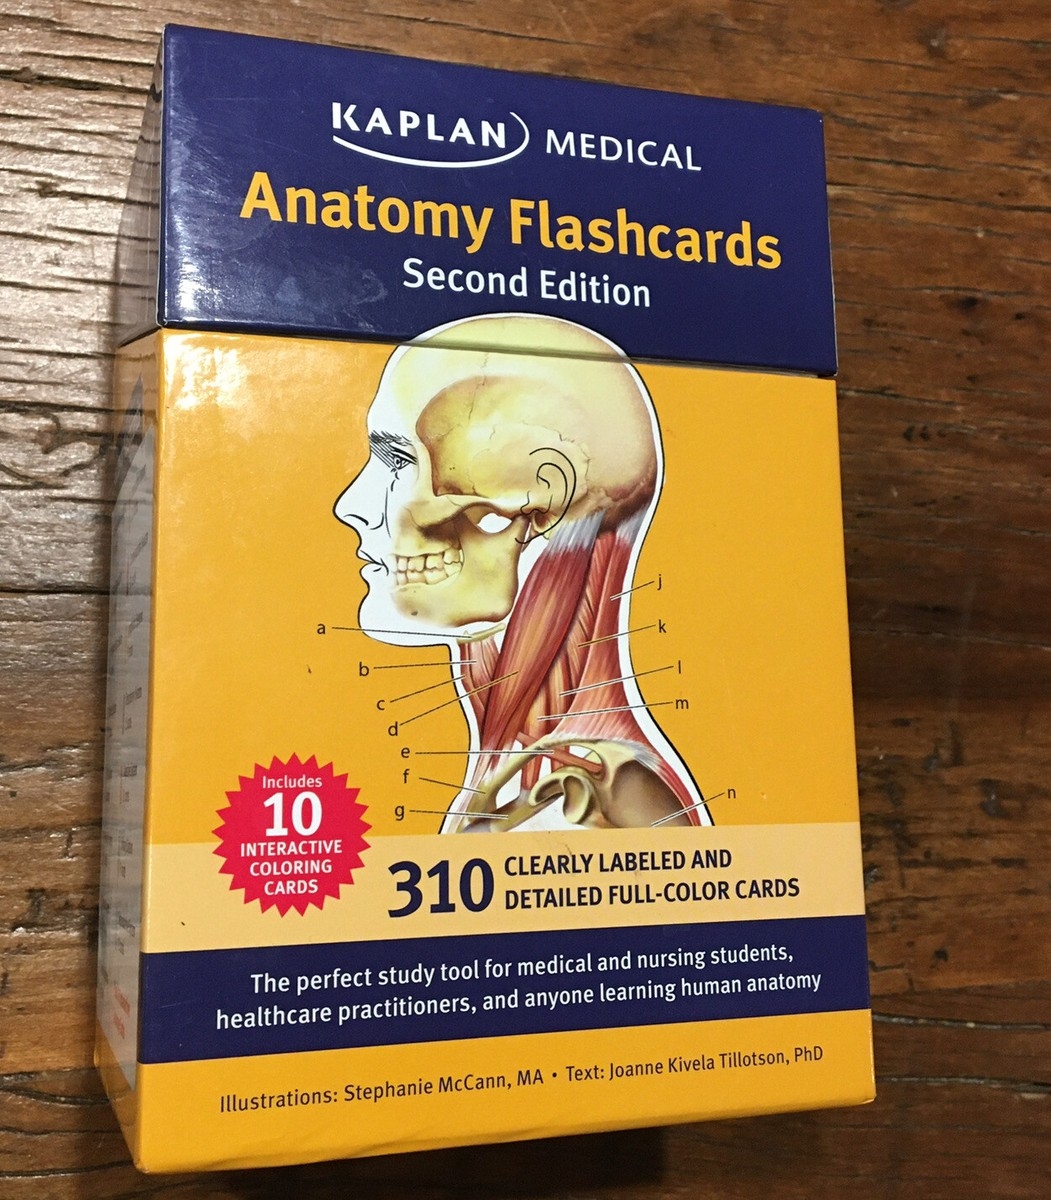 KAPLAN MEDICAL
Anatomy Flashcards
Second Edition
j
a
k
b
l
c
m
d
e
f
n
g
Includes
10
INTERACTIVE
COLORING
CARDS
310 CLEARLY LABELED AND
DETAILED FULL-COLOR CARDS
The perfect study tool for medical and nursing students,
healthcare practitioners, and anyone learning human anatomy
Illustrations: Stephanie McCann, MA • Text: Joanne Kivela Tillotson, PhD